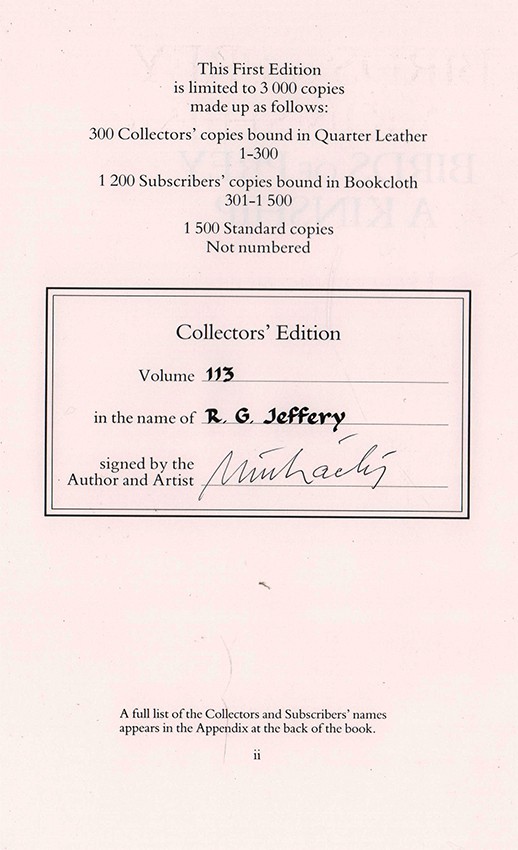 This First Edition
is limited to 3 000 copies
made up as follows:
300 Collectors' copies bound in Quarter Leather
1-300
1 200 Subscribers' copies bound in Bookcloth
301-1 500
1 500 Standard copies
Not numbered
Collectors' Edition
Volume 113
in the name of R. G. Jeffery
signed by the
Author and Artist
A full list of the Collectors and Subscribers' names
appears in the Appendix at the back of the book.
ii